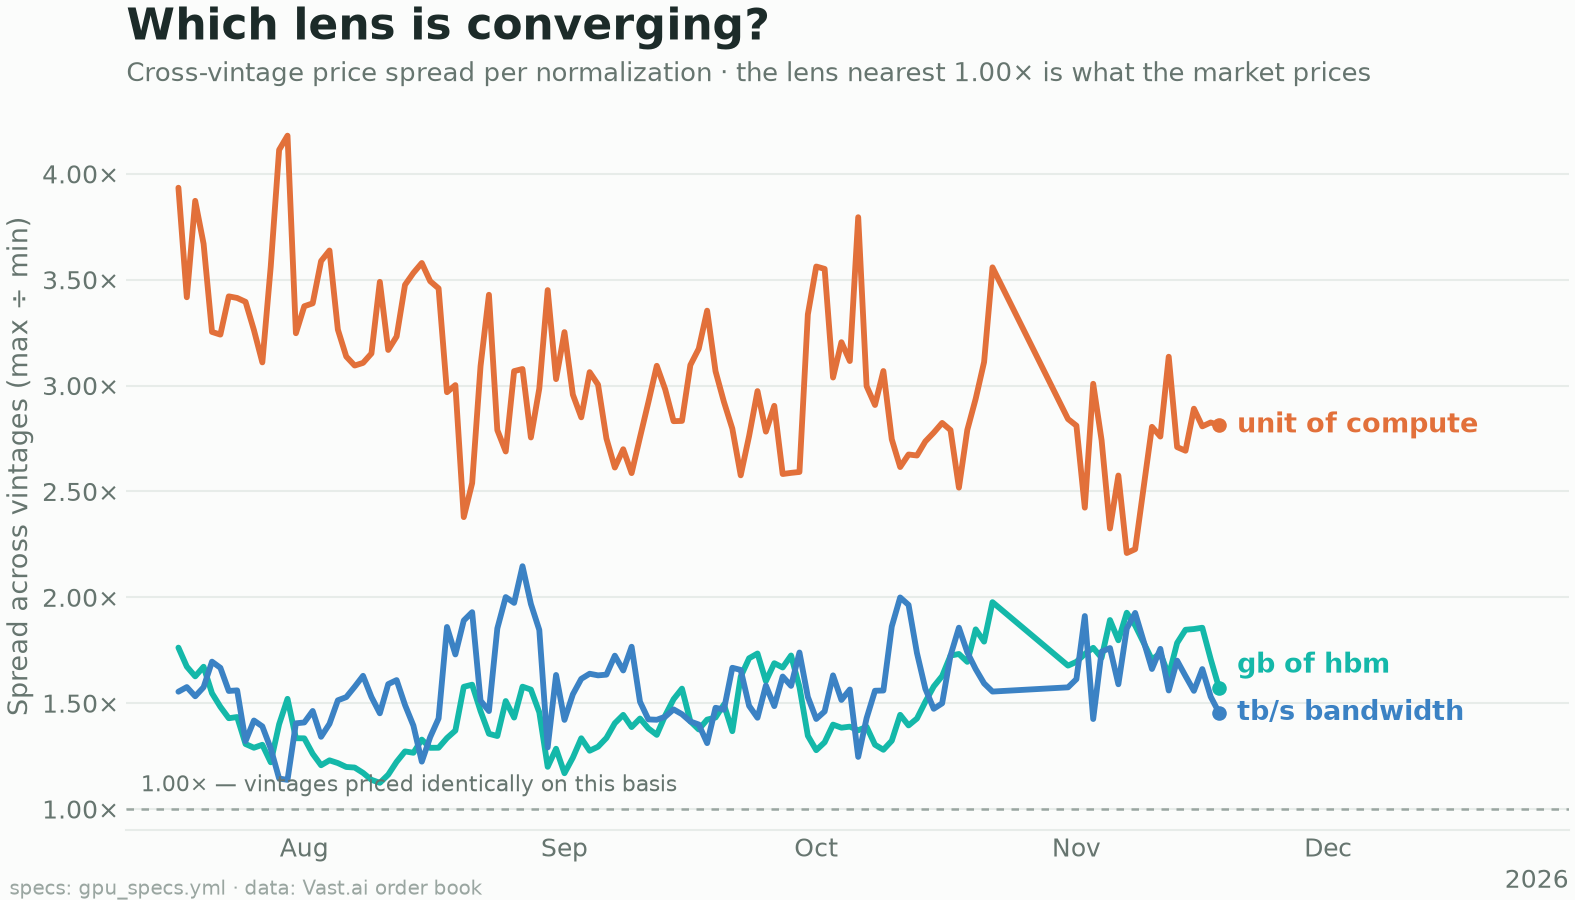 Which lens is converging?
Cross-vintage price spread per normalization · the lens nearest 1.00× is what the market prices
Spread across vintages (max ÷ min)
4.00×
3.50×
3.00×
2.50×
2.00×
1.50×
1.00×
unit of compute
gb of hbm
tb/s bandwidth
1.00× — vintages priced identically on this basis
Aug
Sep
Oct
Nov
Dec
2026
specs: gpu_specs.yml · data: Vast.ai order book